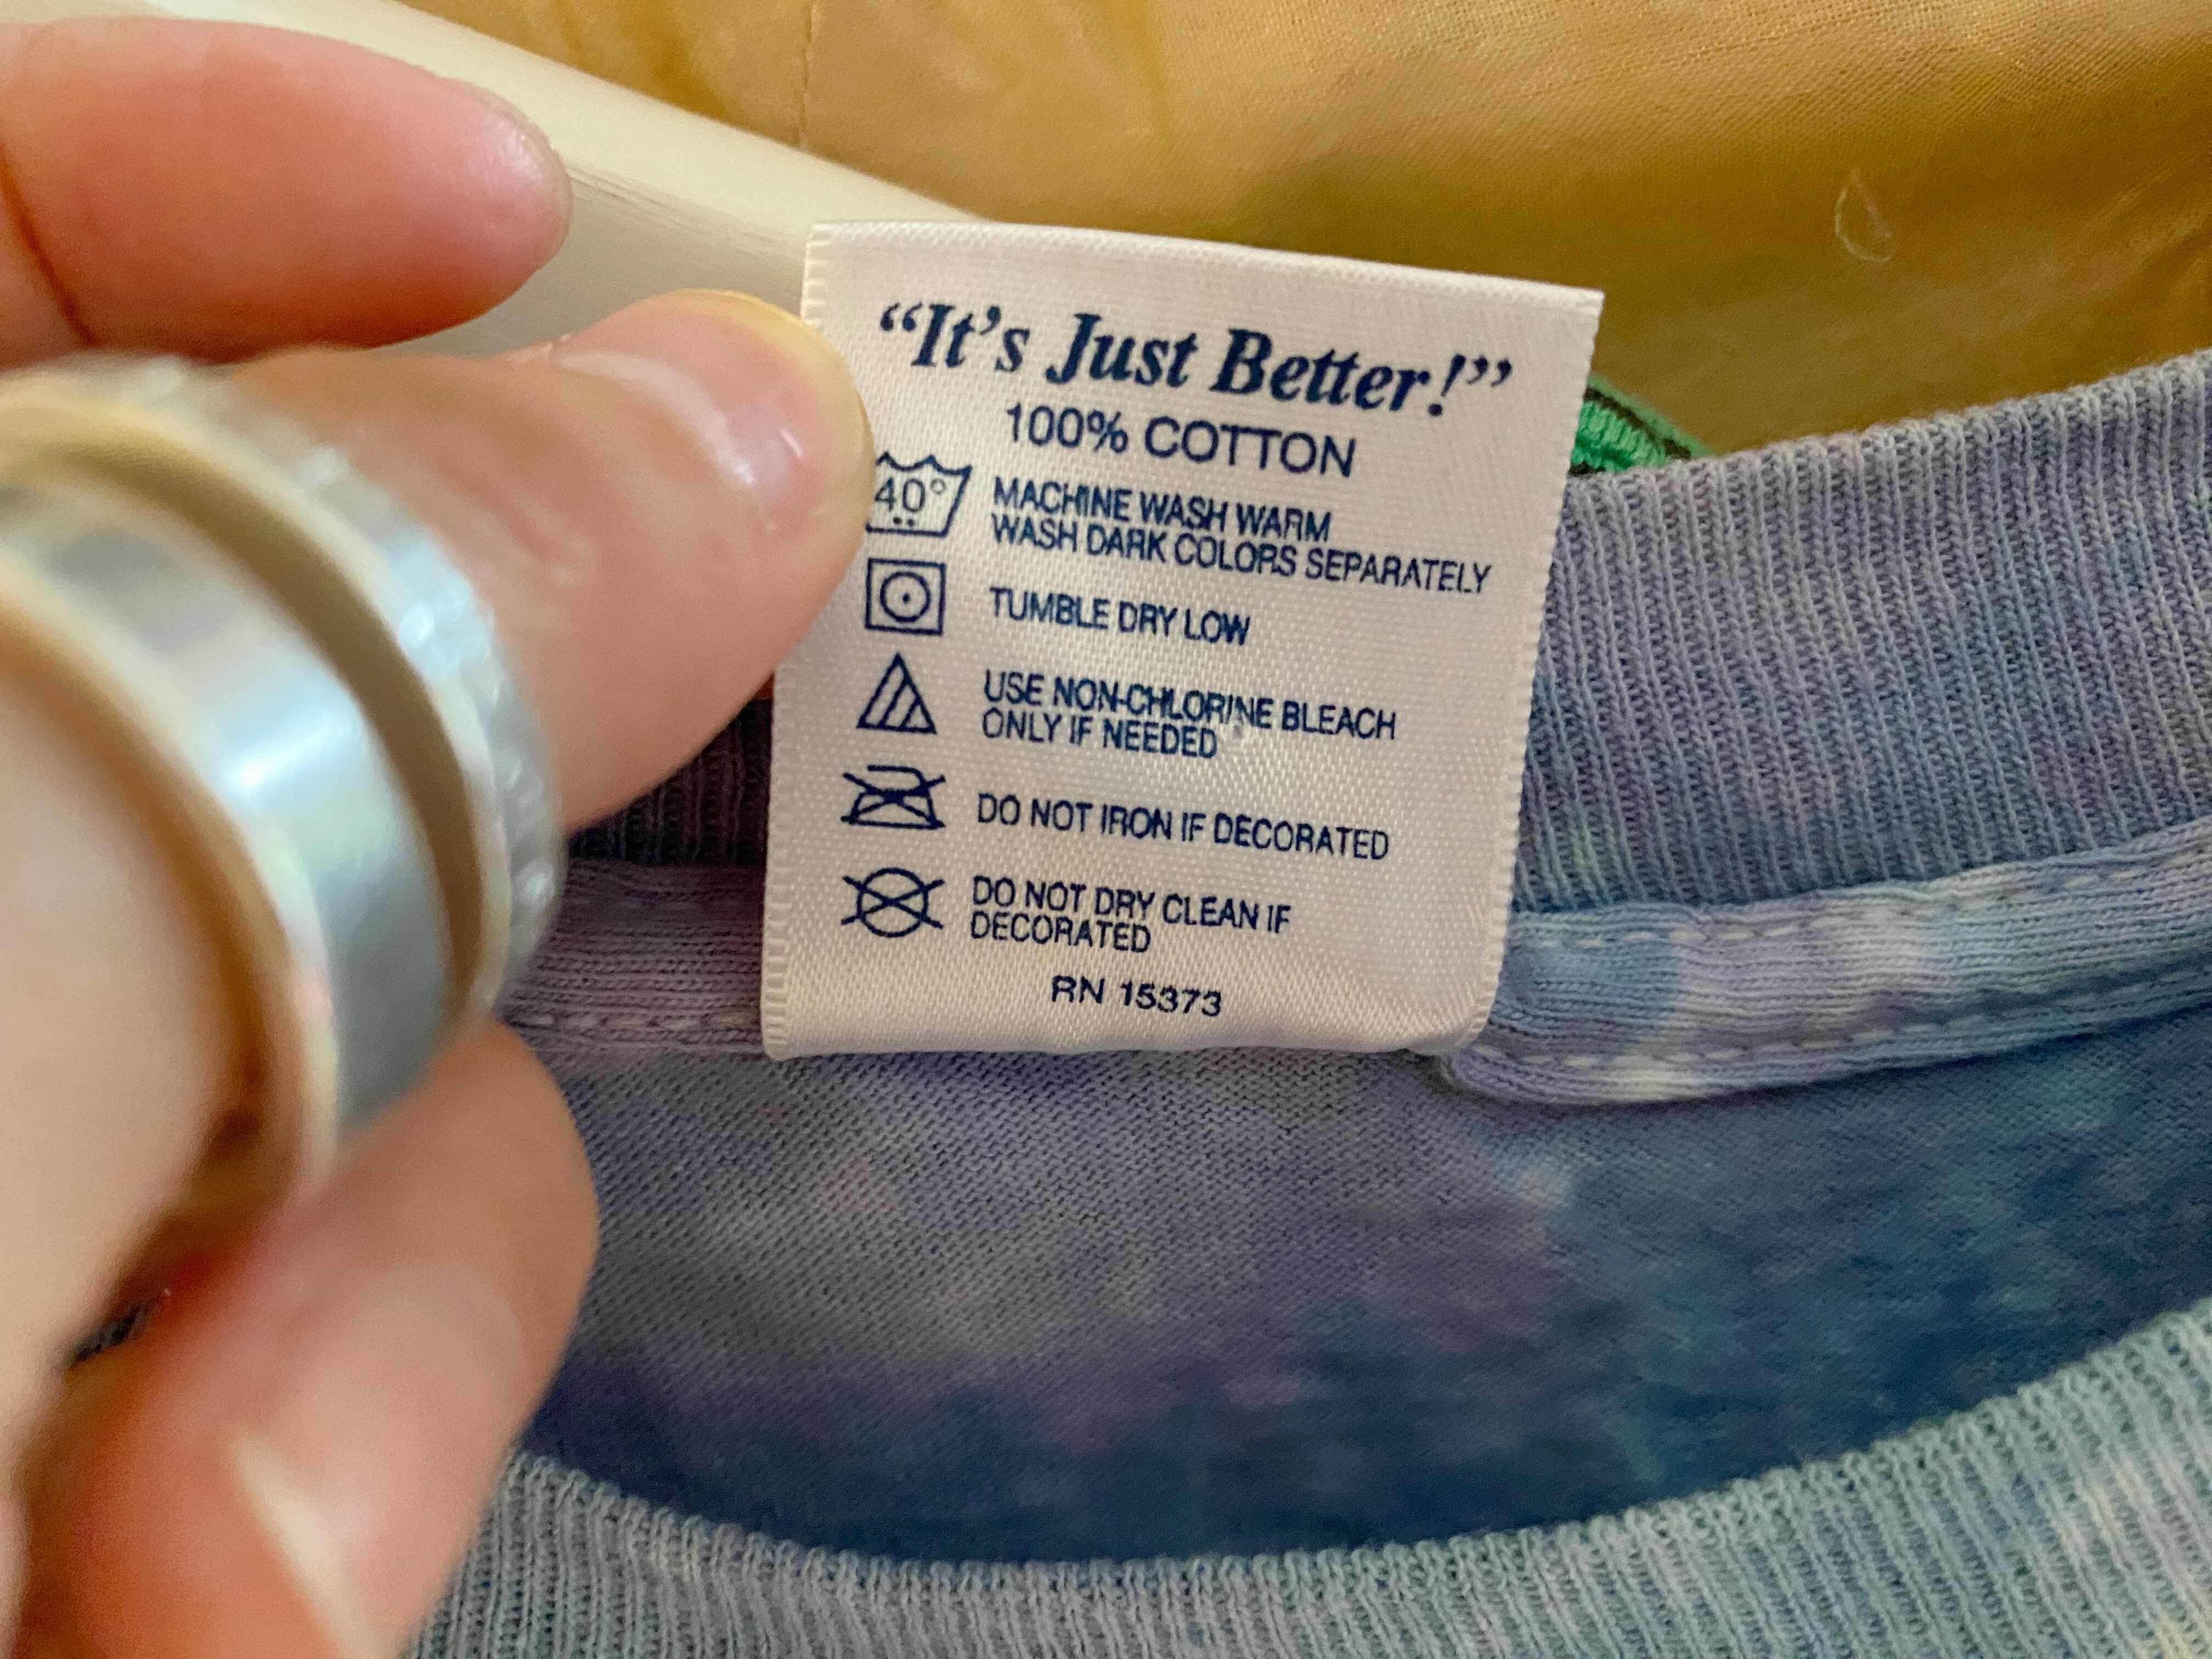 “It’s Just Better!”
100% COTTON
40°
MACHINE WASH WARM
WASH DARK COLORS SEPARATELY
TUMBLE DRY LOW
USE NON-CHLORINE BLEACH
ONLY IF NEEDED
DO NOT IRON IF DECORATED
DO NOT DRY CLEAN IF
DECORATED
RN 15373